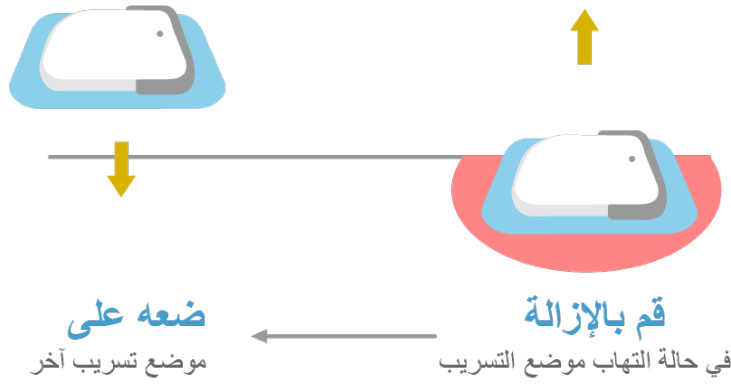 قم بالإزالة
في حالة التهاب موضع التسريب
ضعه على
موضع تسريب آخر